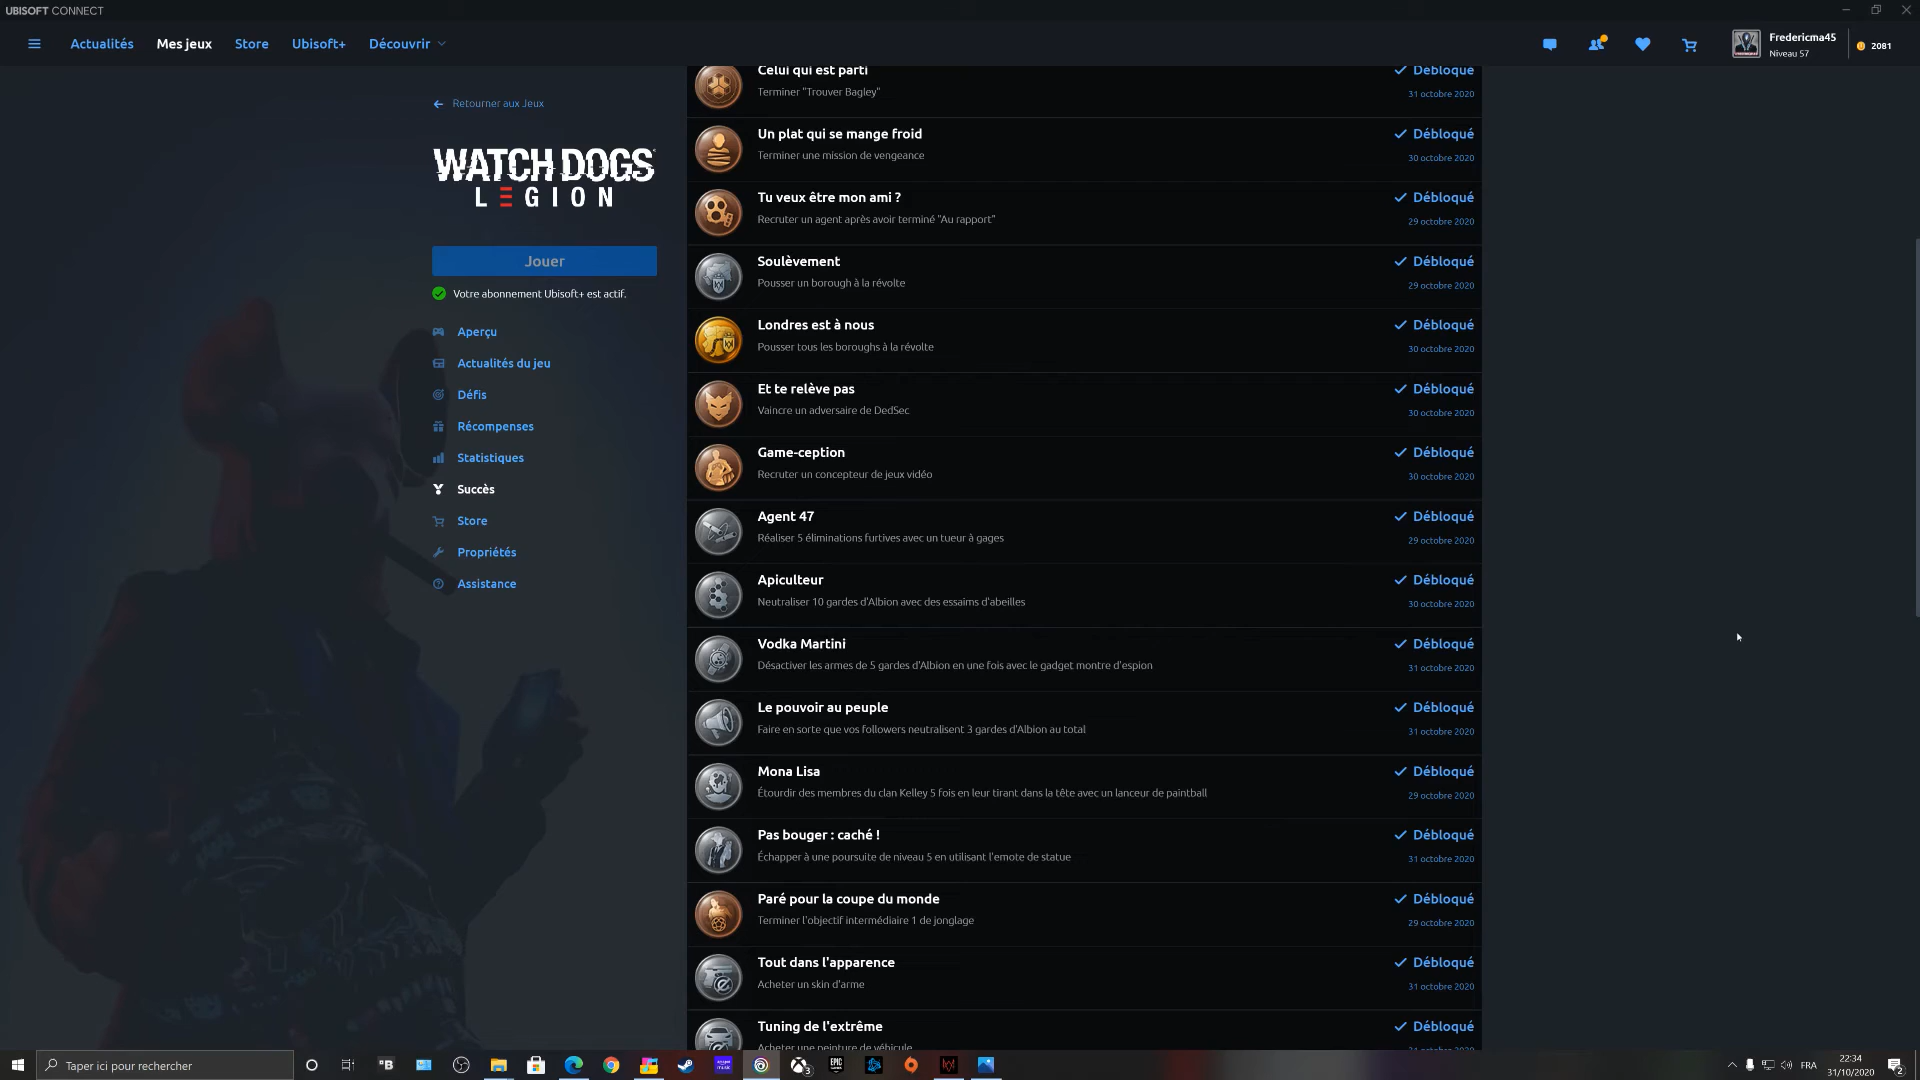 UBISOFT CONNECT
Actualités
Mes jeux
Store
Ubisoft+
Découvrir
Fredericma45
Niveau 57
2081
Retourner aux Jeux
WATCH DOGS
LEGION
Jouer
Votre abonnement Ubisoft+ est actif.
Aperçu
Actualités du jeu
Défis
Récompenses
Statistiques
Succès
Store
Propriétés
Assistance
Celui qui est parti
Débloqué
Terminer "Trouver Bagley"
31 octobre 2020
Un plat qui se mange froid
Débloqué
Terminer une mission de vengeance
30 octobre 2020
Tu veux être mon ami ?
Débloqué
Recruter un agent après avoir terminé "Au rapport"
29 octobre 2020
Soulèvement
Débloqué
Pousser un borough à la révolte
29 octobre 2020
Londres est à nous
Débloqué
Pousser tous les boroughs à la révolte
30 octobre 2020
Et te relève pas
Débloqué
Vaincre un adversaire de DedSec
30 octobre 2020
Game-ception
Débloqué
Recruter un concepteur de jeux vidéo
30 octobre 2020
Agent 47
Débloqué
Réaliser 5 éliminations furtives avec un tueur à gages
29 octobre 2020
Apiculteur
Débloqué
Neutraliser 10 gardes d'Albion avec des essaims d'abeilles
30 octobre 2020
Vodka Martini
Débloqué
Désactiver les armes de 5 gardes d'Albion en une fois avec le gadget montre d'espion
31 octobre 2020
Le pouvoir au peuple
Débloqué
Faire en sorte que vos followers neutralisent 3 gardes d'Albion au total
31 octobre 2020
Mona Lisa
Débloqué
Étourdir des membres du clan Kelley 5 fois en leur tirant dans la tête avec un lanceur de paintball
29 octobre 2020
Pas bouger : caché !
Débloqué
Échapper à une poursuite de niveau 5 en utilisant l'emote de statue
31 octobre 2020
Paré pour la coupe du monde
Débloqué
Terminer l'objectif intermédiaire 1 de jonglage
29 octobre 2020
Tout dans l'apparence
Débloqué
Acheter un skin d'arme
31 octobre 2020
Tuning de l'extrême
Débloqué
Acheter une peinture de véhicule
31 octobre 2020
Taper ici pour rechercher
FRA
22:34
31/10/2020